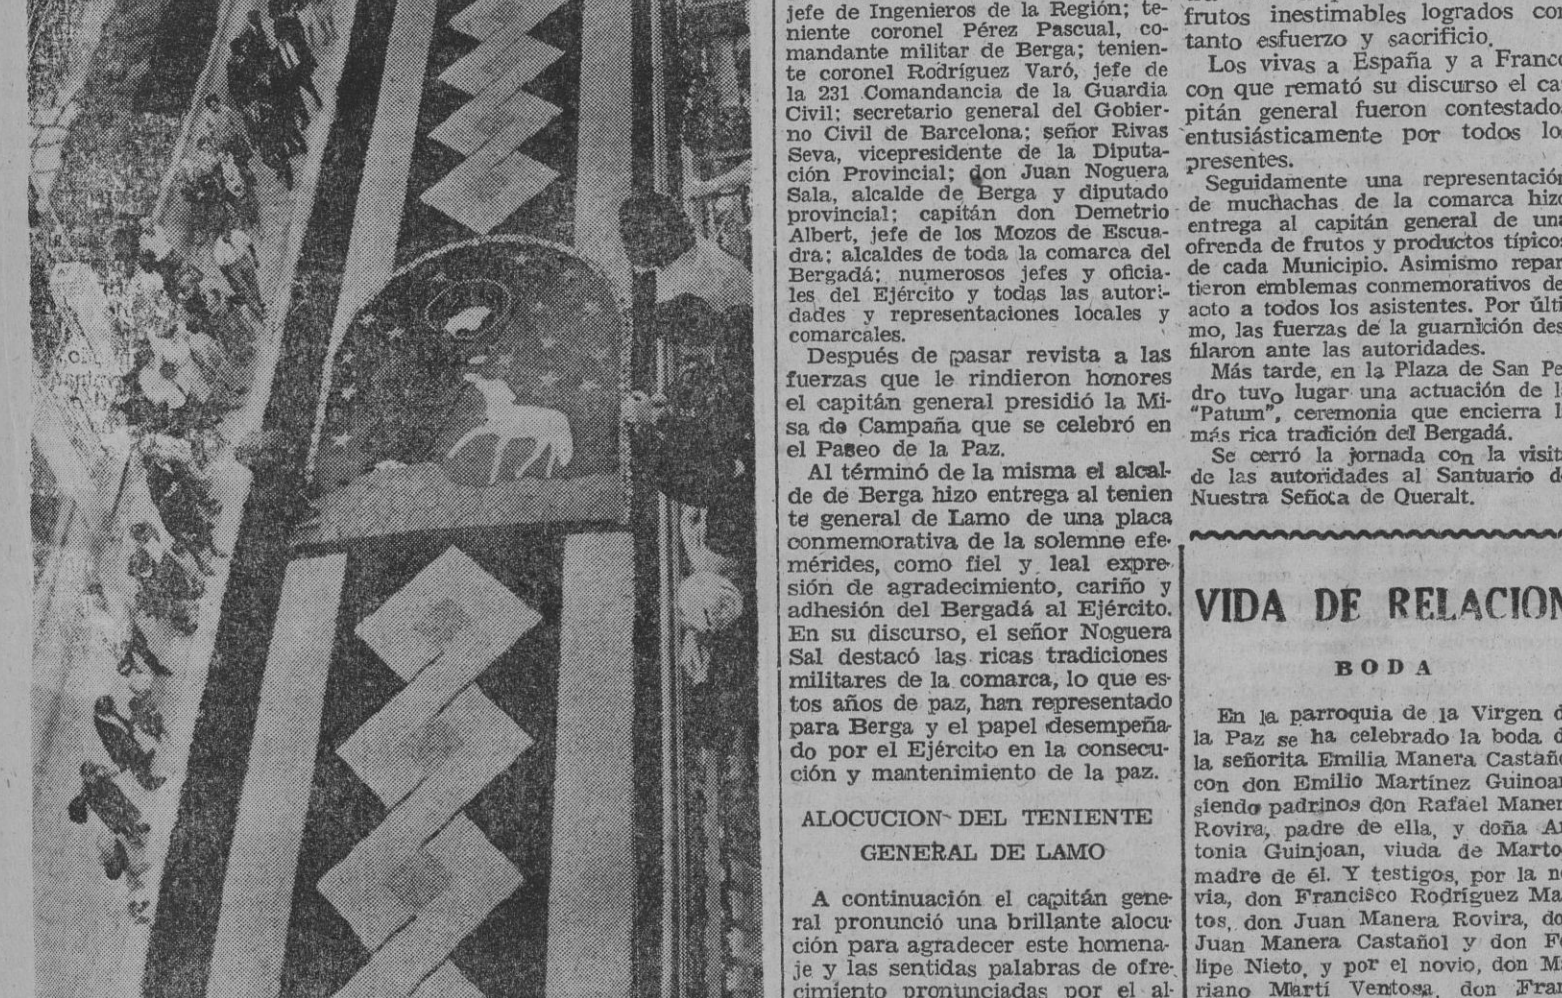 jefe de Ingenieros de la Región; te-
niente coronel Pérez Pascual, co-
mandante militar de Berga; tenien-
te coronel Rodríguez Varó, jefe de
la 231 Comandancia de la Guardia
Civil; secretario general del Gobier-
no Civil de Barcelona; señor Rivas
Seva, vicepresidente de la Diputa-
ción Provincial; don Juan Noguera
Sala, alcalde de Berga y diputado
provincial; capitán don Demetrio
Albert, jefe de los Mozos de Escua-
dra; alcaldes de toda la comarca del
Bergadá; numerosos jefes y oficia-
les del Ejército y todas las autori-
dades y representaciones locales y
comarcales.
Después de pasar revista a las
fuerzas que le rindieron honores
el capitán general presidió la Mi-
sa de Campaña que se celebró en
el Paseo de la Paz.
Al términó de la misma el alcal-
de de Berga hizo entrega al tenien
te general de Lamo de una placa
conmemorativa de la solemne efe-
mérides, como fiel y leal expre-
sión de agradecimiento, cariño y
adhesión del Bergadá al Ejército.
En su discurso, el señor Noguera
Sal destacó las ricas tradiciones
militares de la comarca, lo que es-
tos años de paz, han representado
para Berga y el papel desempeña-
do por el Ejército en la consecu-
ción y mantenimiento de la paz.
ALOCUCION DEL TENIENTE
GENERAL DE LAMO
A continuación el capitán gene-
ral pronunció una brillante alocu-
ción para agradecer este homena-
je y las sentidas palabras de ofre-
cimiento pronunciadas por el al-
frutos inestimables logrados con
tanto esfuerzo y sacrificio.
Los vivas a España y a Franco
con que remató su discurso el ca-
pitán general fueron contestado
entusiásticamente por todos lo
presentes.
Seguidamente una representación
de muchachas de la comarca hizo
entrega al capitán general de una
ofrenda de frutos y productos típico
de cada Municipio. Asimismo repar
tieron emblemas conmemorativos de
acto a todos los asistentes. Por últi
mo, las fuerzas de la guarnición des
filaron ante las autoridades.
Más tarde, en la Plaza de San Pe
dro tuvo lugar una actuación de l
"Patum", ceremonia que encierra l
más rica tradición del Bergadá.
Se cerró la jornada con la visit
de las autoridades al Santuario d
Nuestra Señota de Queralt.
VIDA DE RELACION
BODA
En la parroquia de la Virgen d
la Paz se ha celebrado la boda d
la señorita Emilia Manera Castaño
con don Emilio Martínez Guinoar
siendo padrinos don Rafael Maner
Rovira, padre de ella, y doña An
tonia Guinjoan, viuda de Marto
madre de él. Y testigos, por la no
via, don Francisco Rodríguez Ma
tos, don Juan Manera Rovira, do
Juan Manera Castañol y don Fe
lipe Nieto, y por el novio, don M
riano Martí Ventosa, don Fran